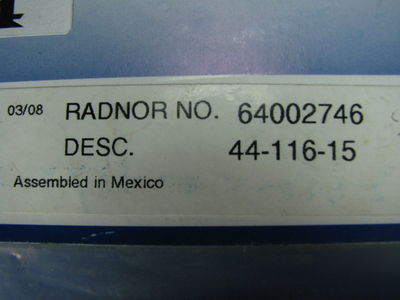 03/08 RADNOR NO. 64002746
DESC. 44-116-15
Assembled in Mexico